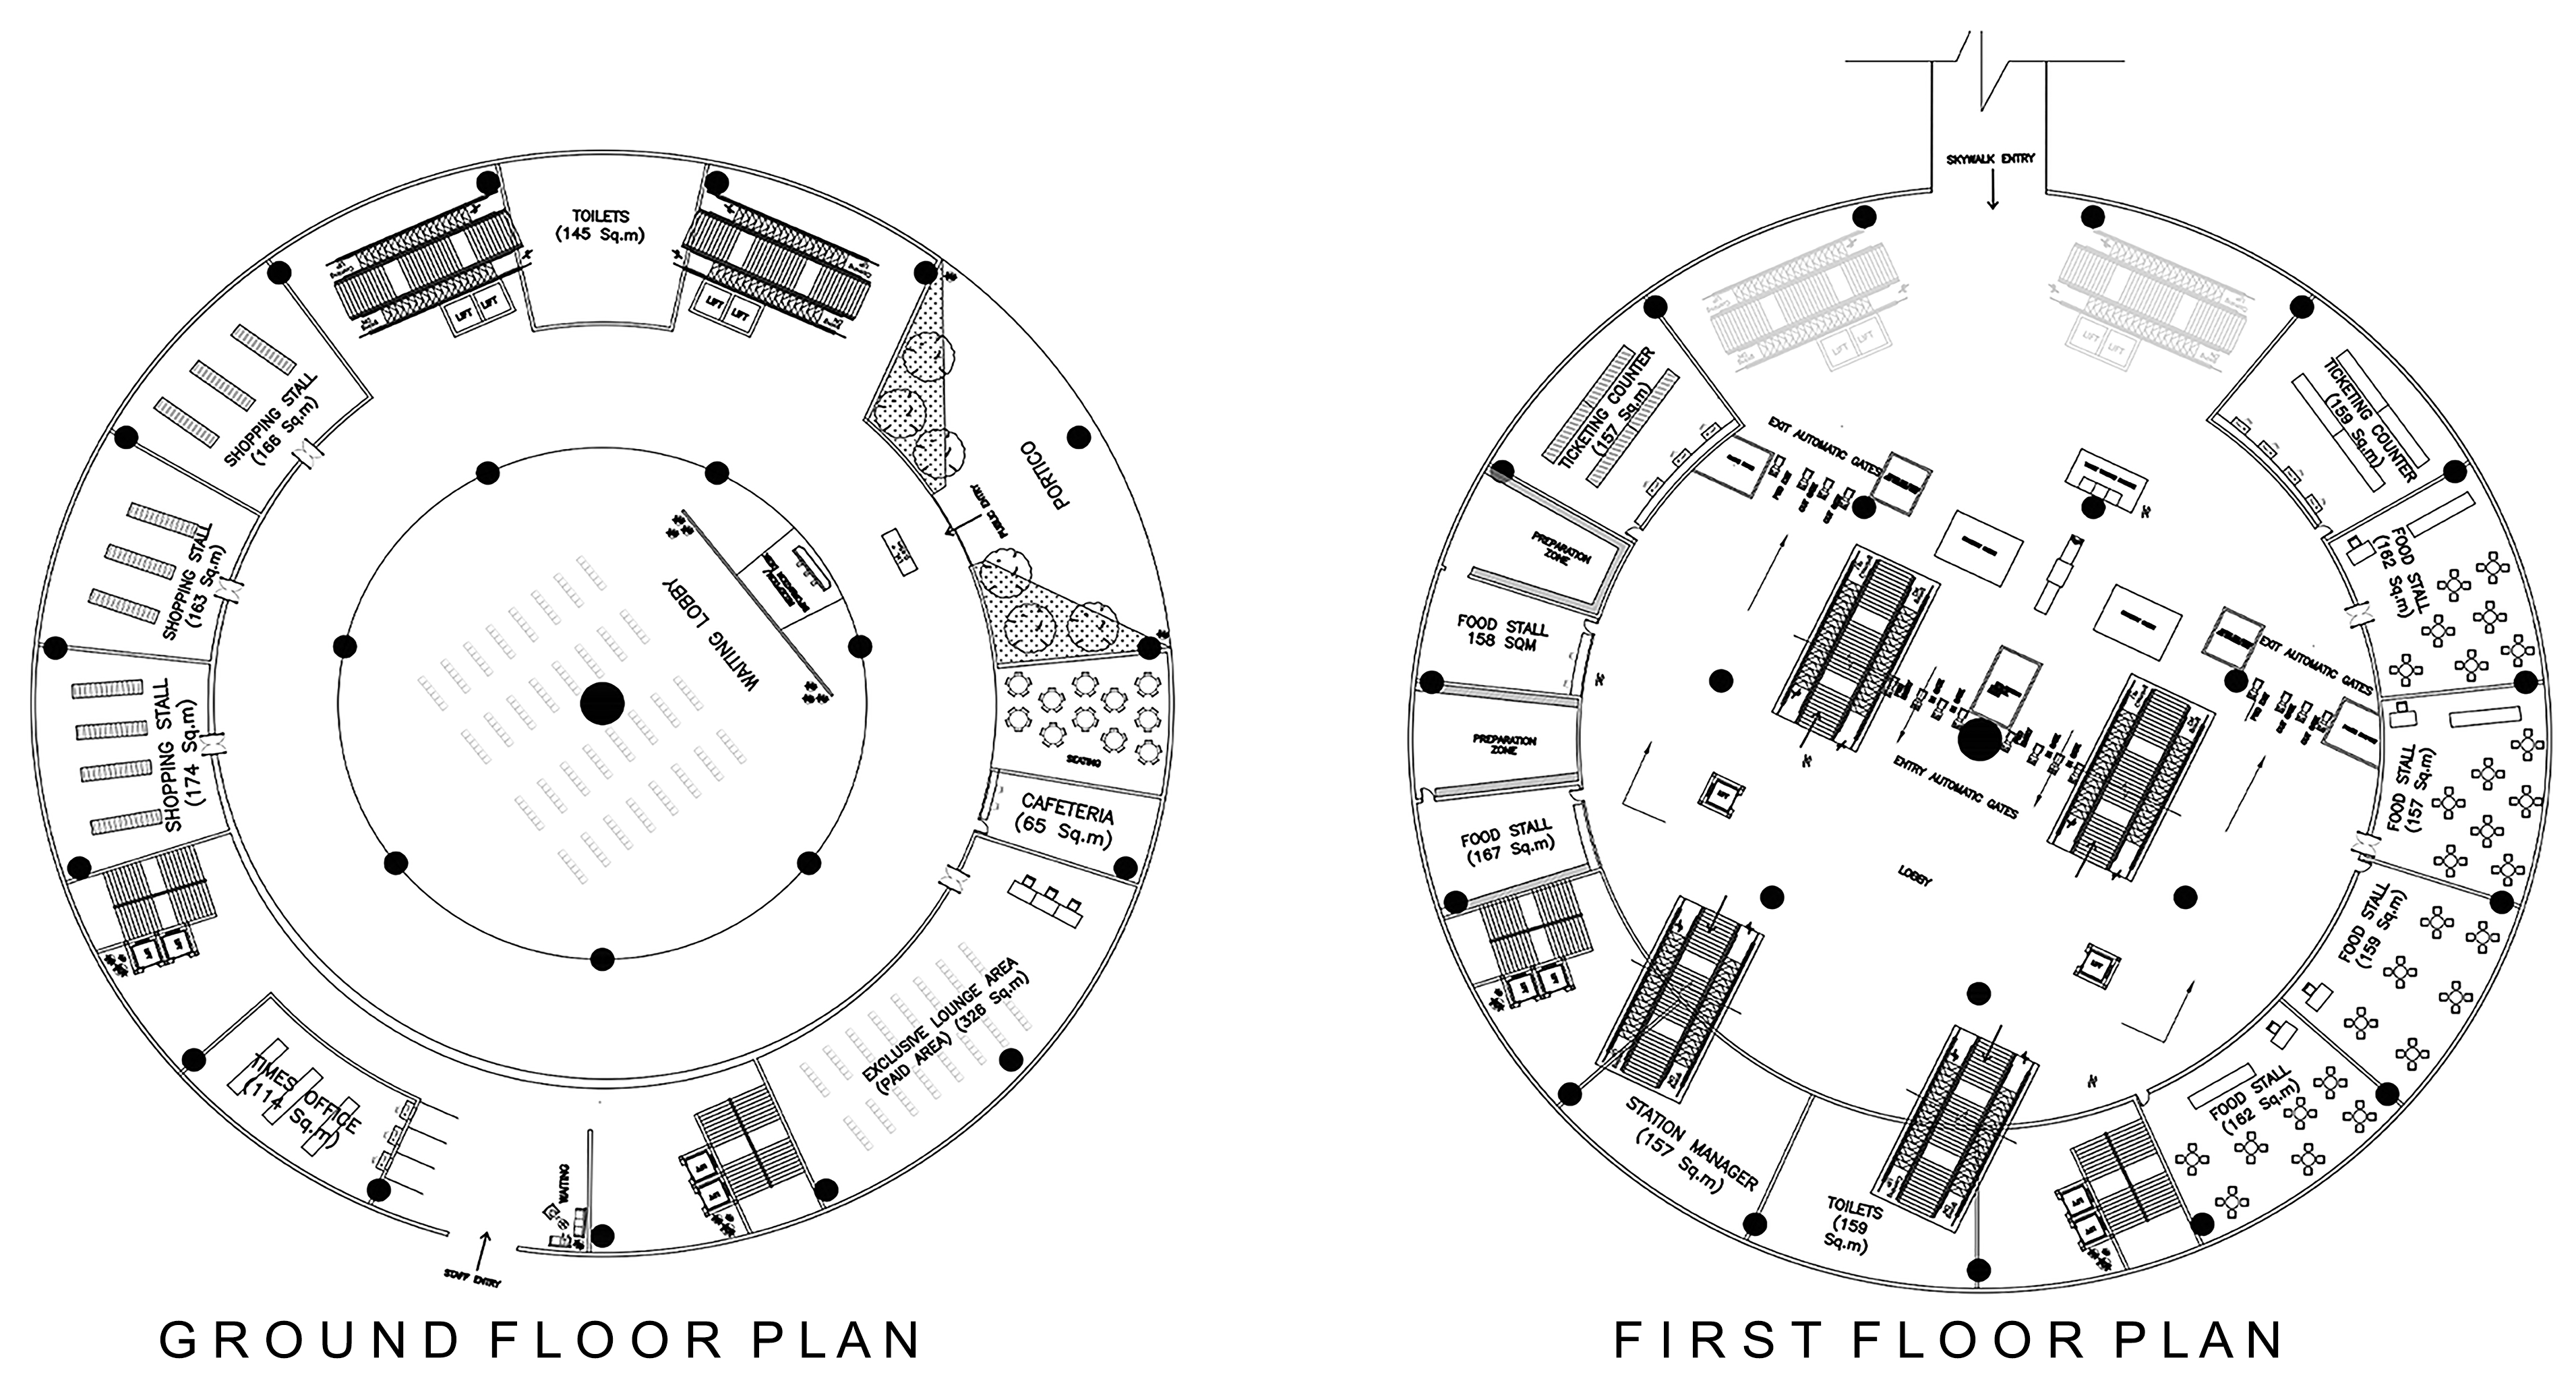 TOILETS
(145 Sq.m)
LIFT
LIFT
LIFT
LIFT
SHOPPING STALL
(166 Sq.m)
SHOPPING STALL
(163 Sq.m)
SHOPPING STALL
(174 Sq.m)
PORTICO
PUBLIC ENTRY
WAITING LOBBY
SEATING
CAFETERIA
(65 Sq.m)
EXCLUSIVE LOUNGE AREA
(PAID AREA) (326 Sq.m)
TIMES OFFICE
(114 Sq.m)
WAITING
STAFF ENTRY
GROUND FLOOR PLAN
SKYWALK ENTRY
LIFT
LIFT
LIFT
LIFT
TICKETING COUNTER
(157 Sq.m)
TICKETING COUNTER
(159 Sq.m)
EXIT AUTOMATIC GATES
PREPARATION
ZONE
FOOD STALL
158 SQM
PREPARATION
ZONE
FOOD STALL
(167 Sq.m)
ENTRY AUTOMATIC GATES
EXIT AUTOMATIC GATES
LOBBY
FOOD STALL
(162 Sq.m)
FOOD STALL
(157 Sq.m)
FOOD STALL
(159 Sq.m)
FOOD STALL
(162 Sq.m)
STATION MANAGER
(157 Sq.m)
TOILETS
(159
Sq.m)
FIRST FLOOR PLAN